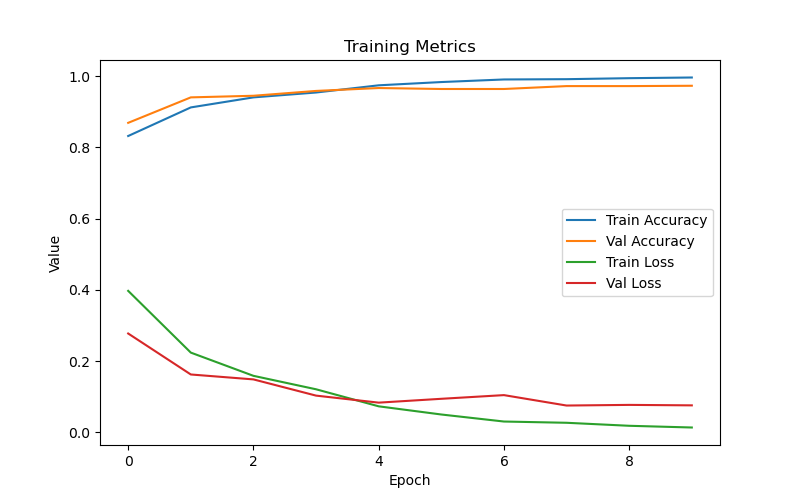 Training Metrics
1.0
0.8
0.6
0.4
0.2
0.0
Value
Train Accuracy
Val Accuracy
Train Loss
Val Loss
0 2 4 6 8
Epoch